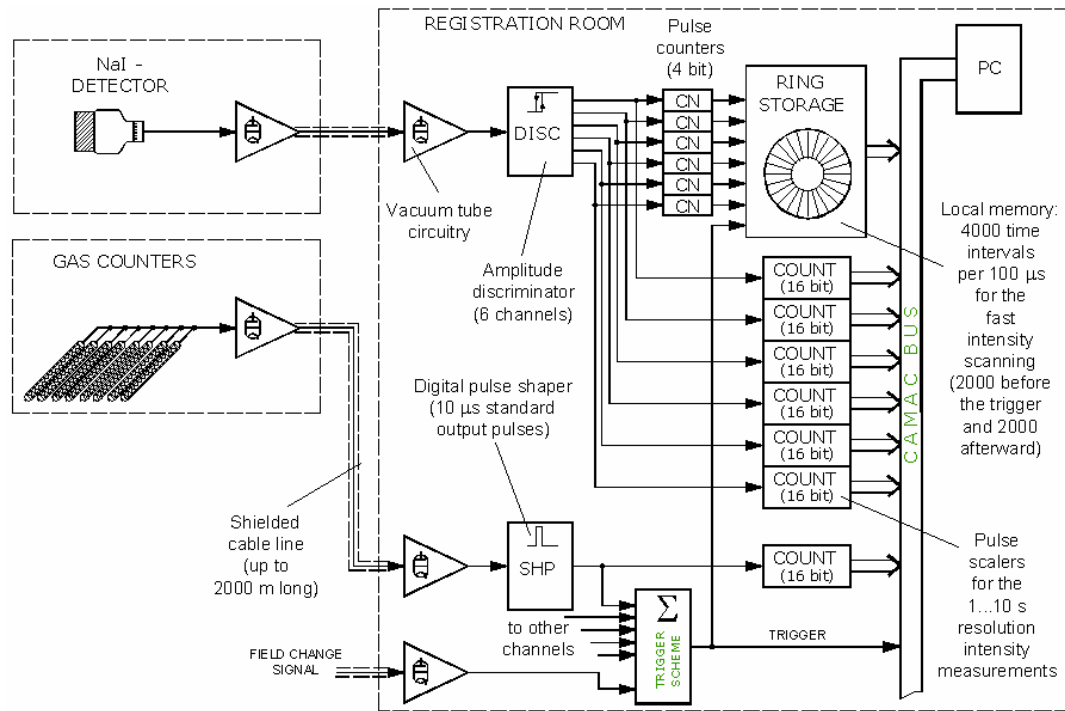 REGISTRATION ROOM
NaI -
DETECTOR
Pulse
counters
(4 bit)
PC
RING
STORAGE
CN
CN
CN
CN
CN
CN
DISC
Vacuum tube
circuitry
Amplitude
discriminator
(6 channels)
Local memory:
4000 time
intervals
per 100 μs
for the
fast
intensity
scanning
(2000 before
the trigger
and 2000
afterward)
GAS COUNTERS
COUNT
(16 bit)
COUNT
(16 bit)
COUNT
(16 bit)
COUNT
(16 bit)
COUNT
(16 bit)
COUNT
(16 bit)
CAMAC BUS
Digital pulse shaper
(10 μs standard
output pulses)
Shielded
cable line
(up to
2000 m long)
SHP
COUNT
(16 bit)
Pulse
scalers
for the
1...10 s
resolution
intensity
measurements
to other
channels
Σ
TRIGGER
SCHEME
TRIGGER
FIELD CHANGE
SIGNAL